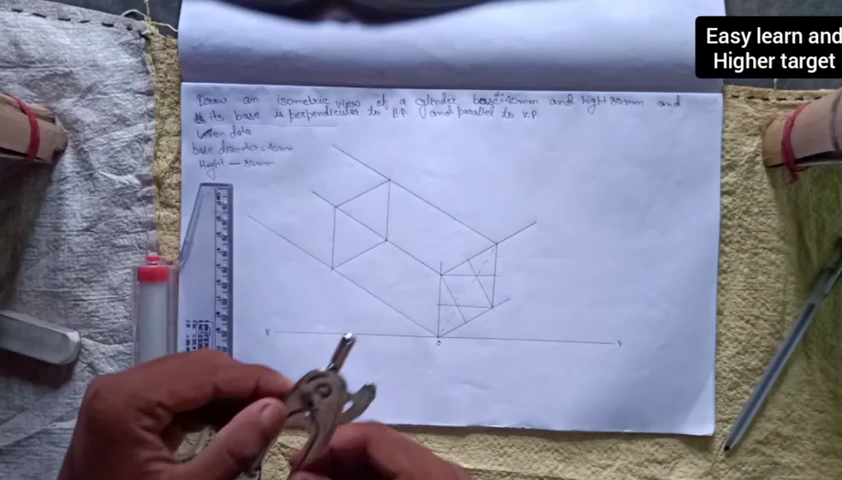 Easy learn and
Higher target
Draw an isometric view of a cylinder base 40mm and hight 80mm and
its base is perpendicular to H.P. and parallel to V.P.
Given data
base diameter
Hight — 80mm